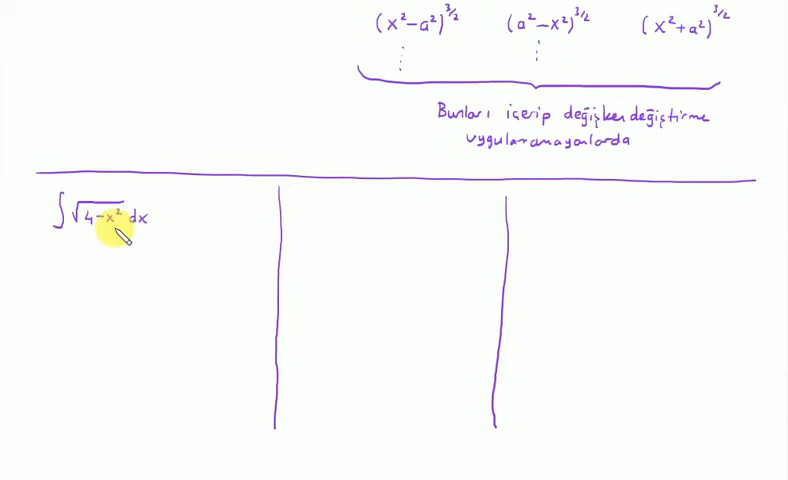 (x²-a²)^3/2 (a²-x²)^3/2 (x²+a²)^3/2
Bunları içerip değişken değiştirme
uygulanamayanlarda
∫√4-x² dx